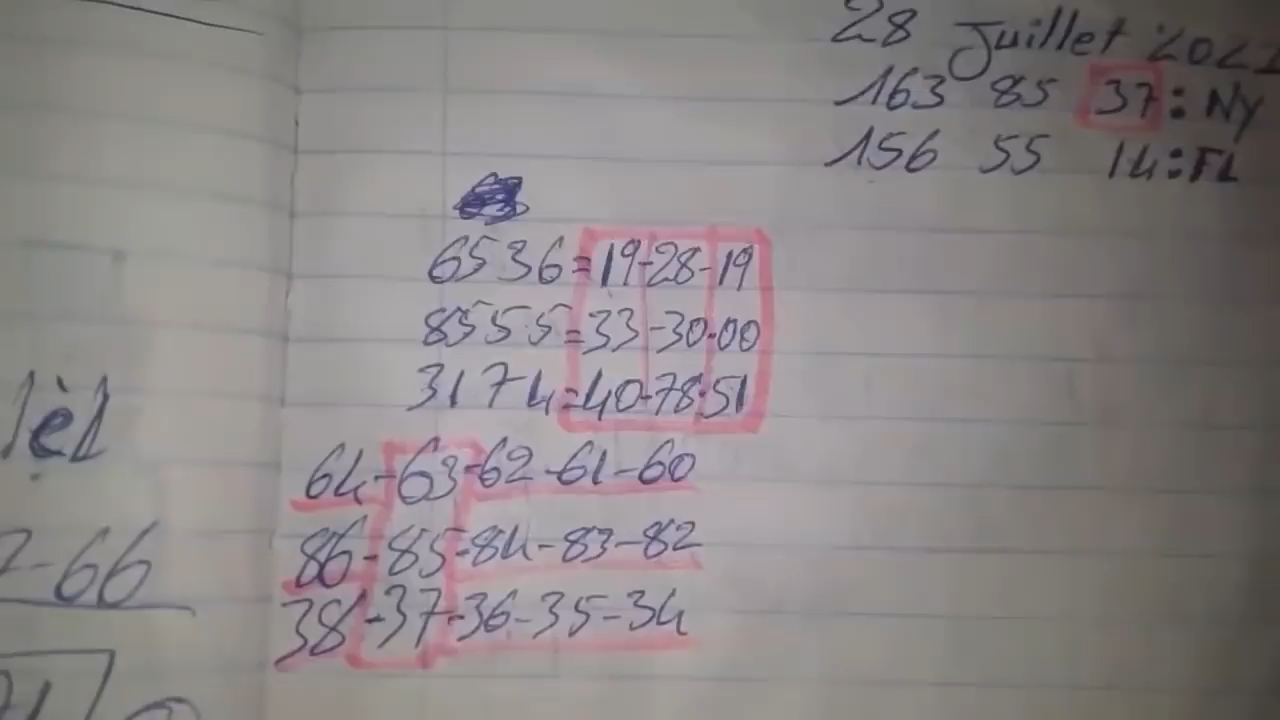 28 Juillet 2021
163 85 37: NY
156 55 14: FL
6536=19-28-19
8555=33-30-00
3174=40-78-51
64-63-62-61-60
86-85-84-83-82
38-37-36-35-34
lèl
-66